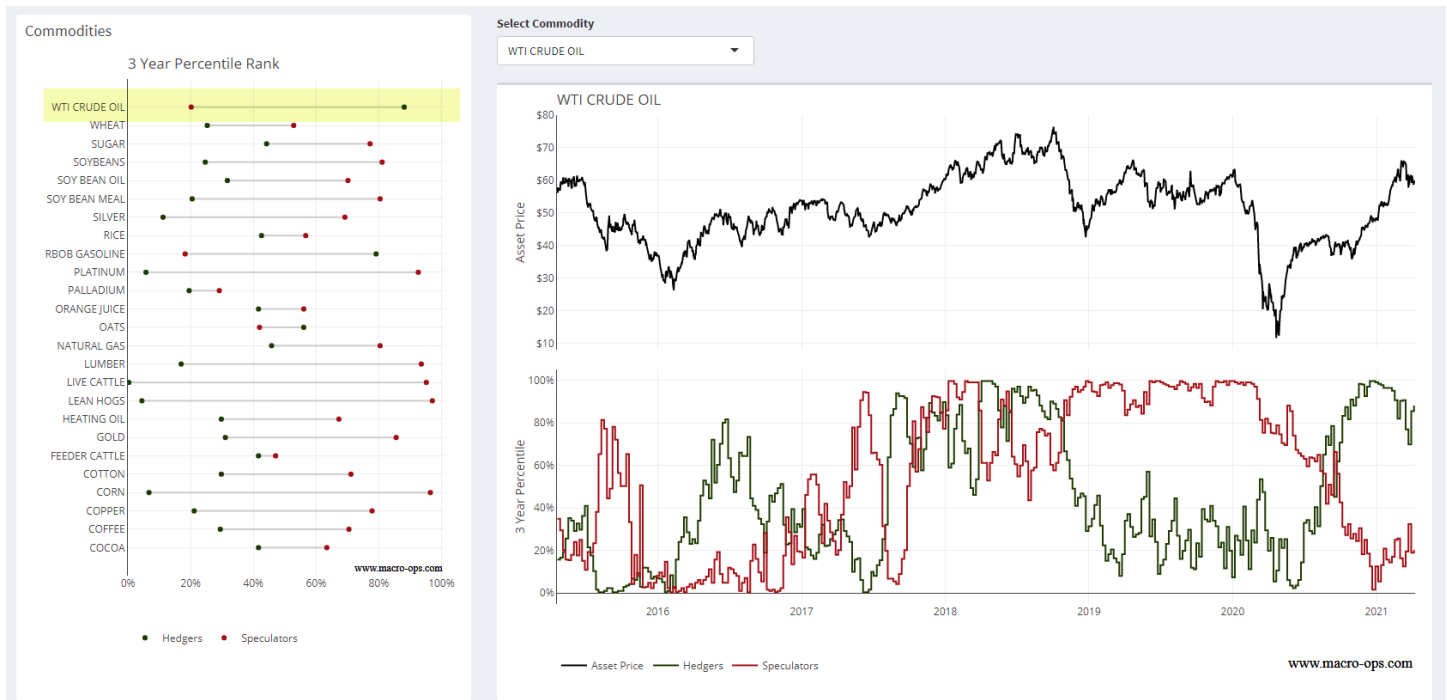 Commodities
3 Year Percentile Rank
WTI CRUDE OIL
WHEAT
SUGAR
SOYBEANS
SOY BEAN OIL
SOY BEAN MEAL
SILVER
RICE
RBOB GASOLINE
PLATINUM
PALLADIUM
ORANGE JUICE
OATS
NATURAL GAS
LUMBER
LIVE CATTLE
LEAN HOGS
HEATING OIL
GOLD
FEEDER CATTLE
COTTON
CORN
COPPER
COFFEE
COCOA
www.macro-ops.com
0% 20% 40% 60% 80% 100%
Hedgers Speculators
Select Commodity
WTI CRUDE OIL
WTI CRUDE OIL
Asset Price
$80
$70
$60
$50
$40
$30
$20
$10
3 Year Percentile
100%
80%
60%
40%
20%
0%
2016 2017 2018 2019 2020 2021
Asset Price Hedgers Speculators
www.macro-ops.com